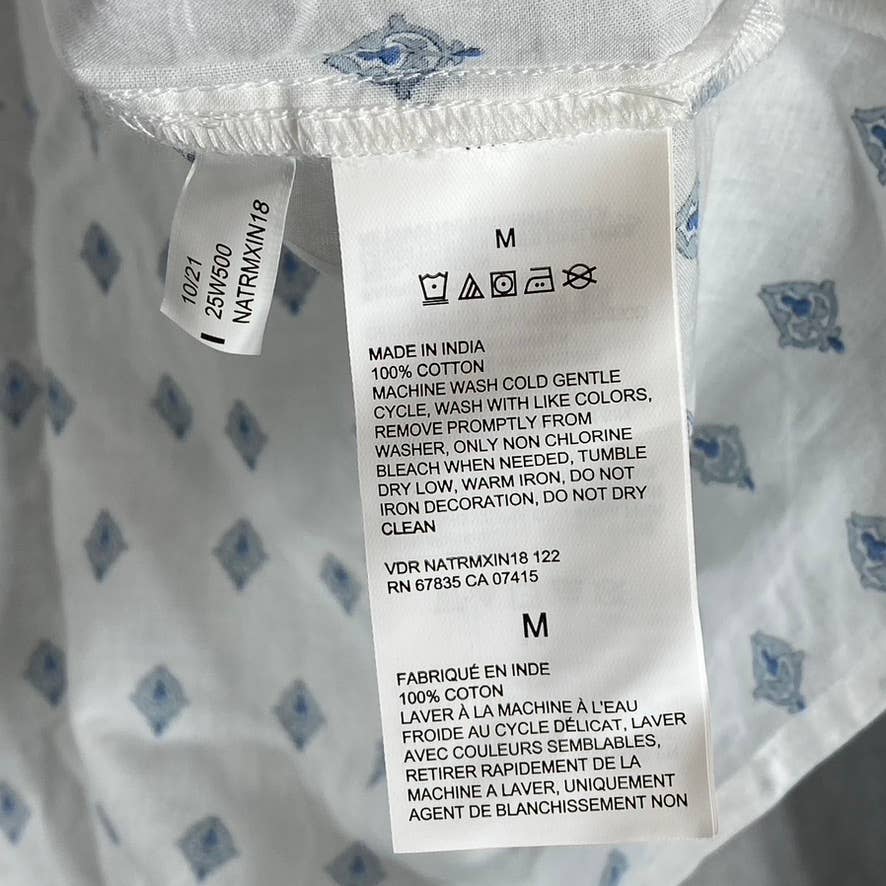 10/21
25W500
NATRMXIN18
M
MADE IN INDIA
100% COTTON
MACHINE WASH COLD GENTLE
CYCLE, WASH WITH LIKE COLORS,
REMOVE PROMPTLY FROM
WASHER, ONLY NON CHLORINE
BLEACH WHEN NEEDED, TUMBLE
DRY LOW, WARM IRON, DO NOT
IRON DECORATION, DO NOT DRY
CLEAN
VDR NATRMXIN18 122
RN 67835 CA 07415
M
FABRIQUÉ EN INDE
100% COTON
LAVER À LA MACHINE À L'EAU
FROIDE AU CYCLE DÉLICAT, LAVER
AVEC COULEURS SEMBLABLES,
RETIRER RAPIDEMENT DE LA
MACHINE A LAVER, UNIQUEMENT
AGENT DE BLANCHISSEMENT NON